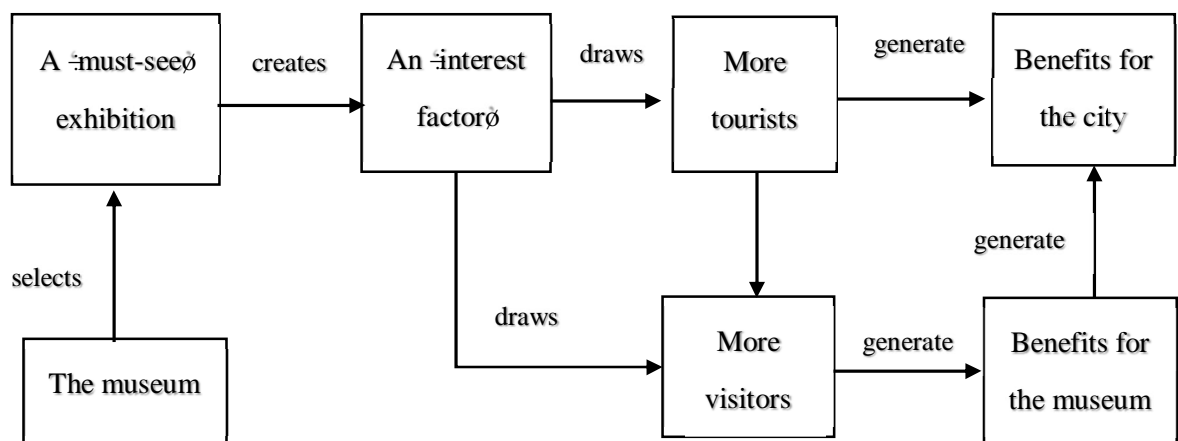 A ÷must-seeø
exhibition
creates
An ÷interest
factorø
draws
More
tourists
generate
Benefits for
the city
selects
draws
generate
The museum
More
visitors
generate
Benefits for
the museum